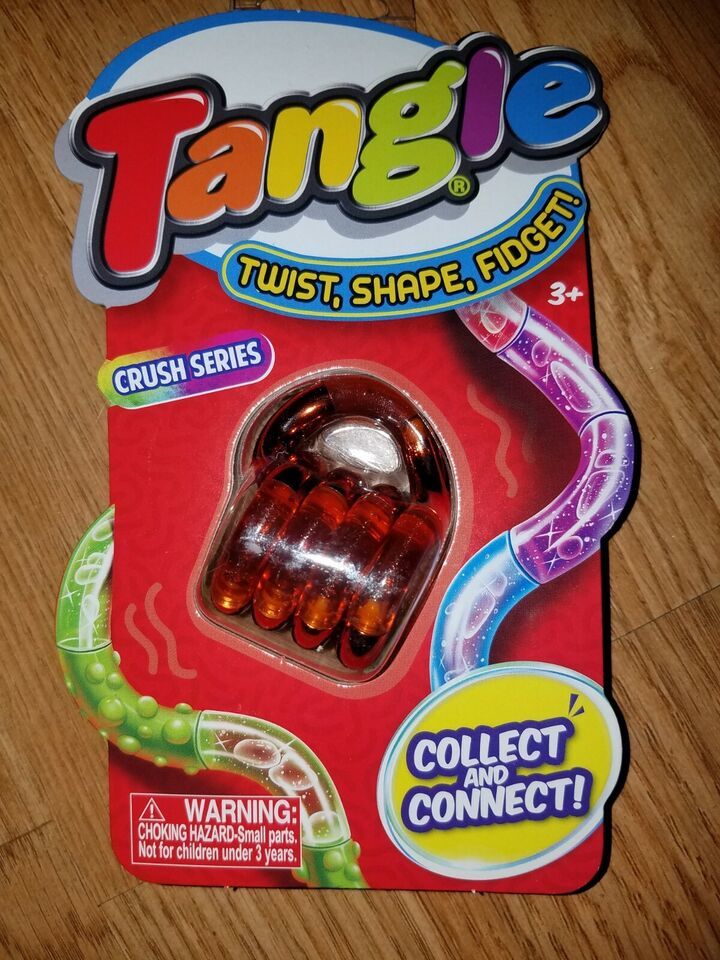 Tangle®
TWIST, SHAPE, FIDGET!
3+
CRUSH SERIES
COLLECT
AND
CONNECT!
WARNING:
CHOKING HAZARD-Small parts.
Not for children under 3 years.